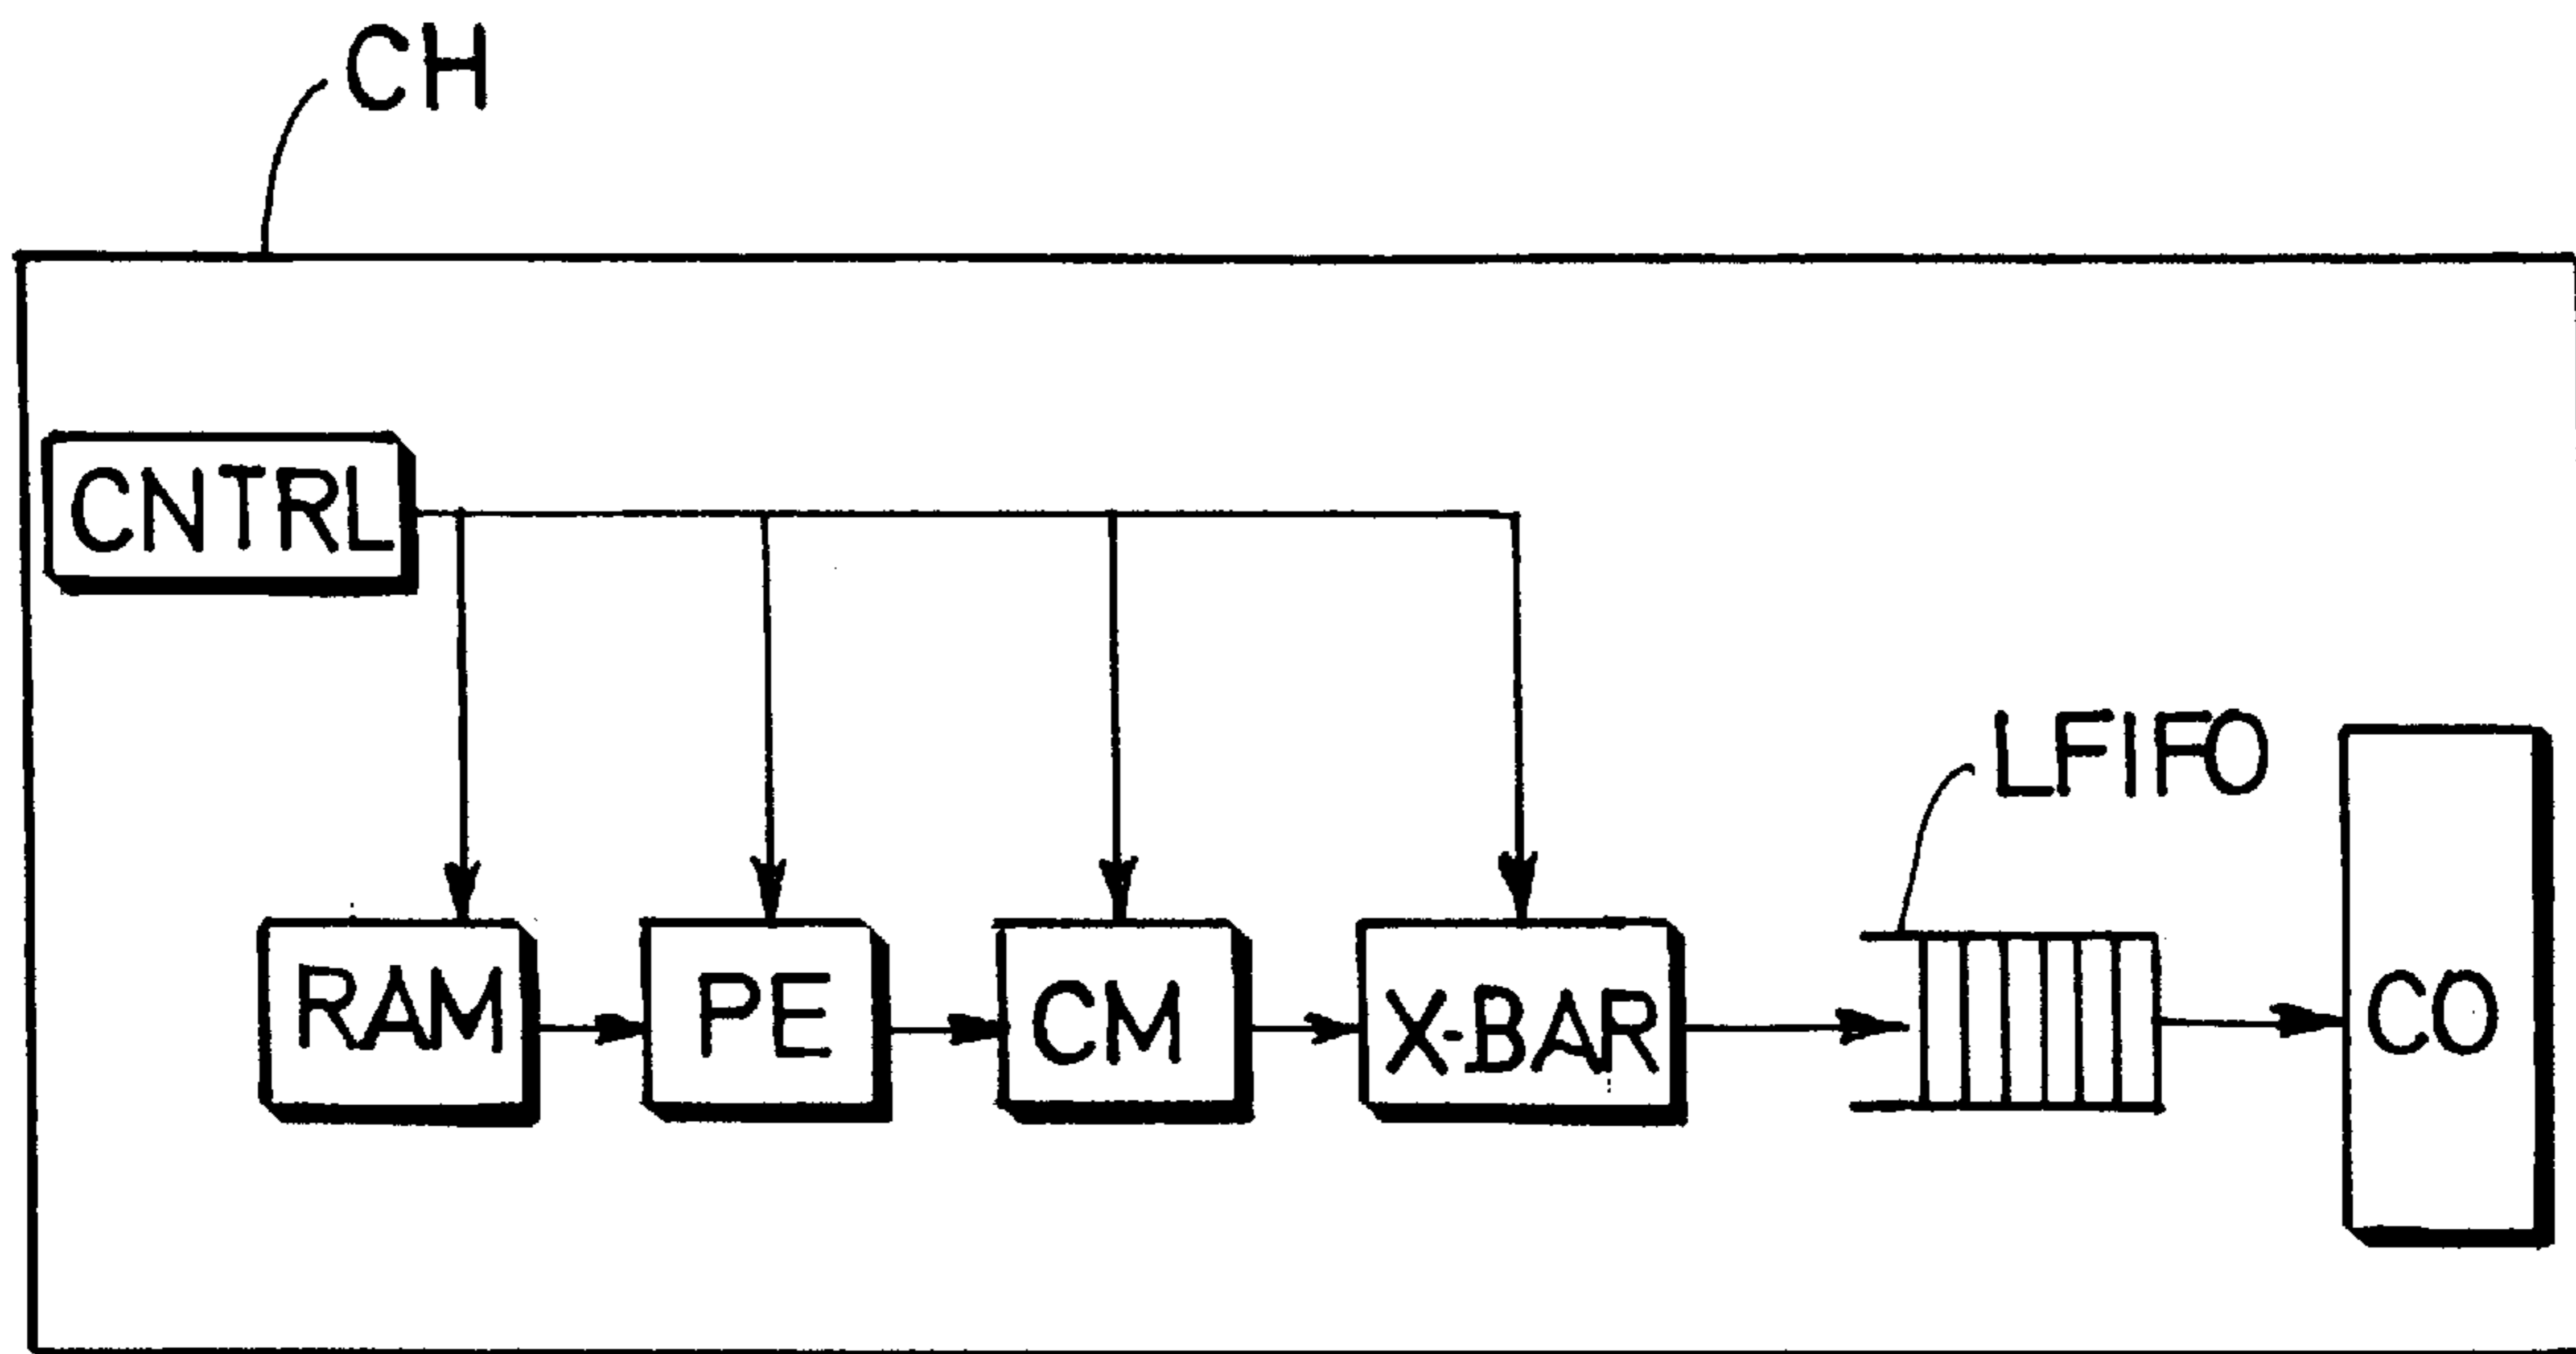 CH
CNTRL
LFIFO
RAM
PE
CM
X-BAR
CO